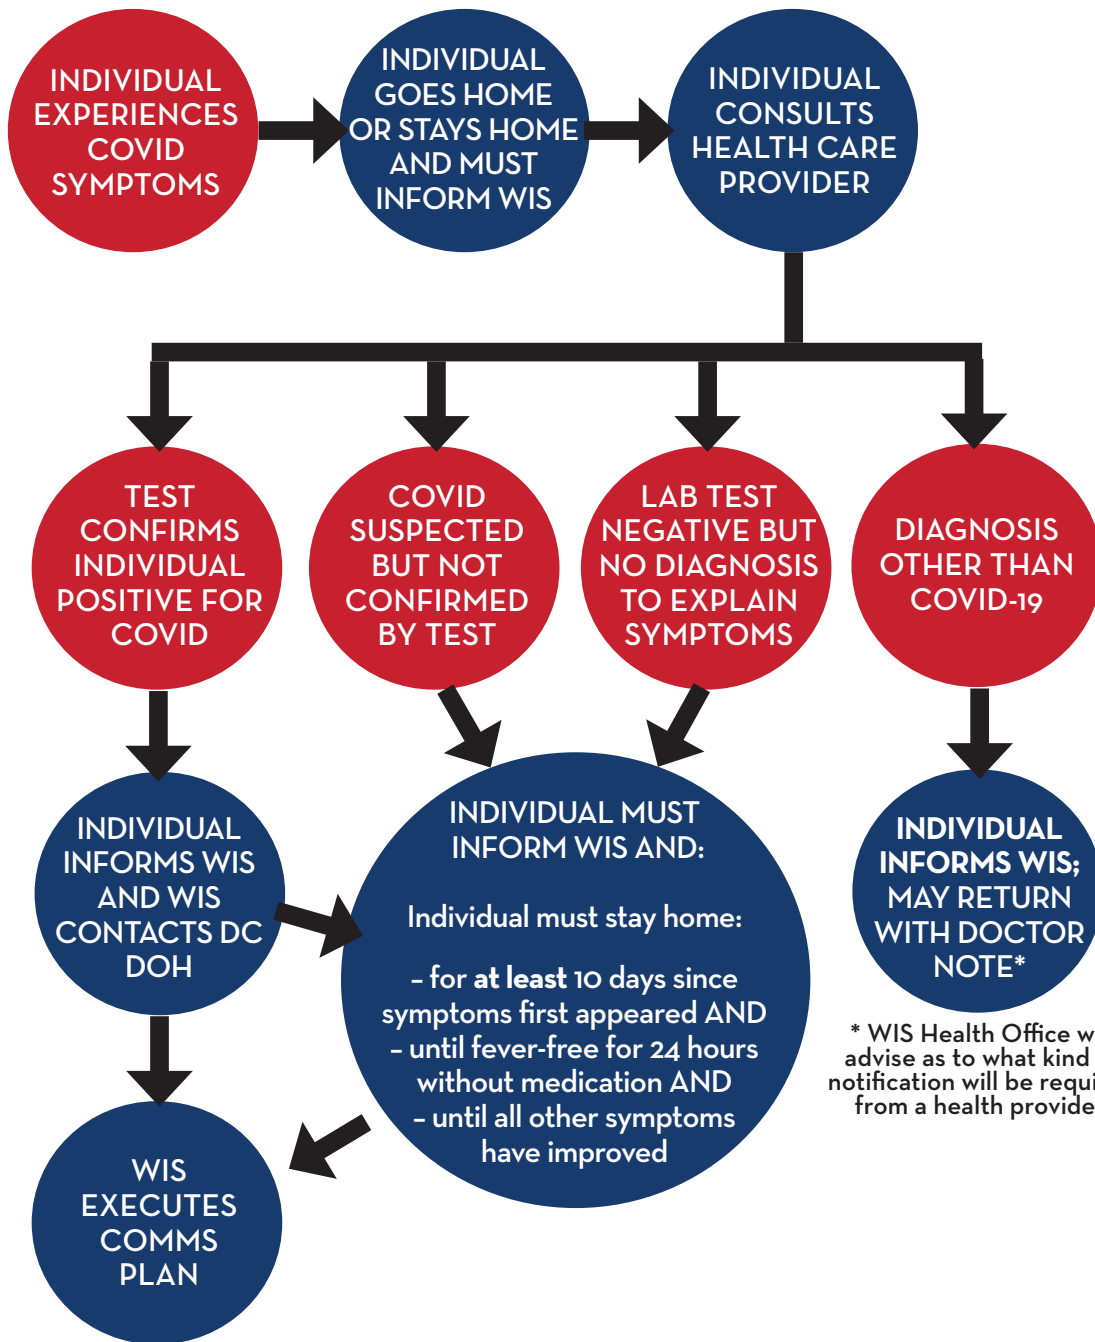 INDIVIDUAL
EXPERIENCES
COVID
SYMPTOMS
INDIVIDUAL
GOES HOME
OR STAYS HOME
AND MUST
INFORM WIS
INDIVIDUAL
CONSULTS
HEALTH CARE
PROVIDER
TEST
CONFIRMS
INDIVIDUAL
POSITIVE FOR
COVID
COVID
SUSPECTED
BUT NOT
CONFIRMED
BY TEST
LAB TEST
NEGATIVE BUT
NO DIAGNOSIS
TO EXPLAIN
SYMPTOMS
DIAGNOSIS
OTHER THAN
COVID-19
INDIVIDUAL
INFORMS WIS
AND WIS
CONTACTS DC
DOH
INDIVIDUAL MUST
INFORM WIS AND:
Individual must stay home:
– for at least 10 days since
symptoms first appeared AND
– until fever-free for 24 hours
without medication AND
– until all other symptoms
have improved
INDIVIDUAL
INFORMS WIS;
MAY RETURN
WITH DOCTOR
NOTE*
* WIS Health Office
advise as to what kind
notification will be
from a health
WIS
EXECUTES
COMMS
PLAN